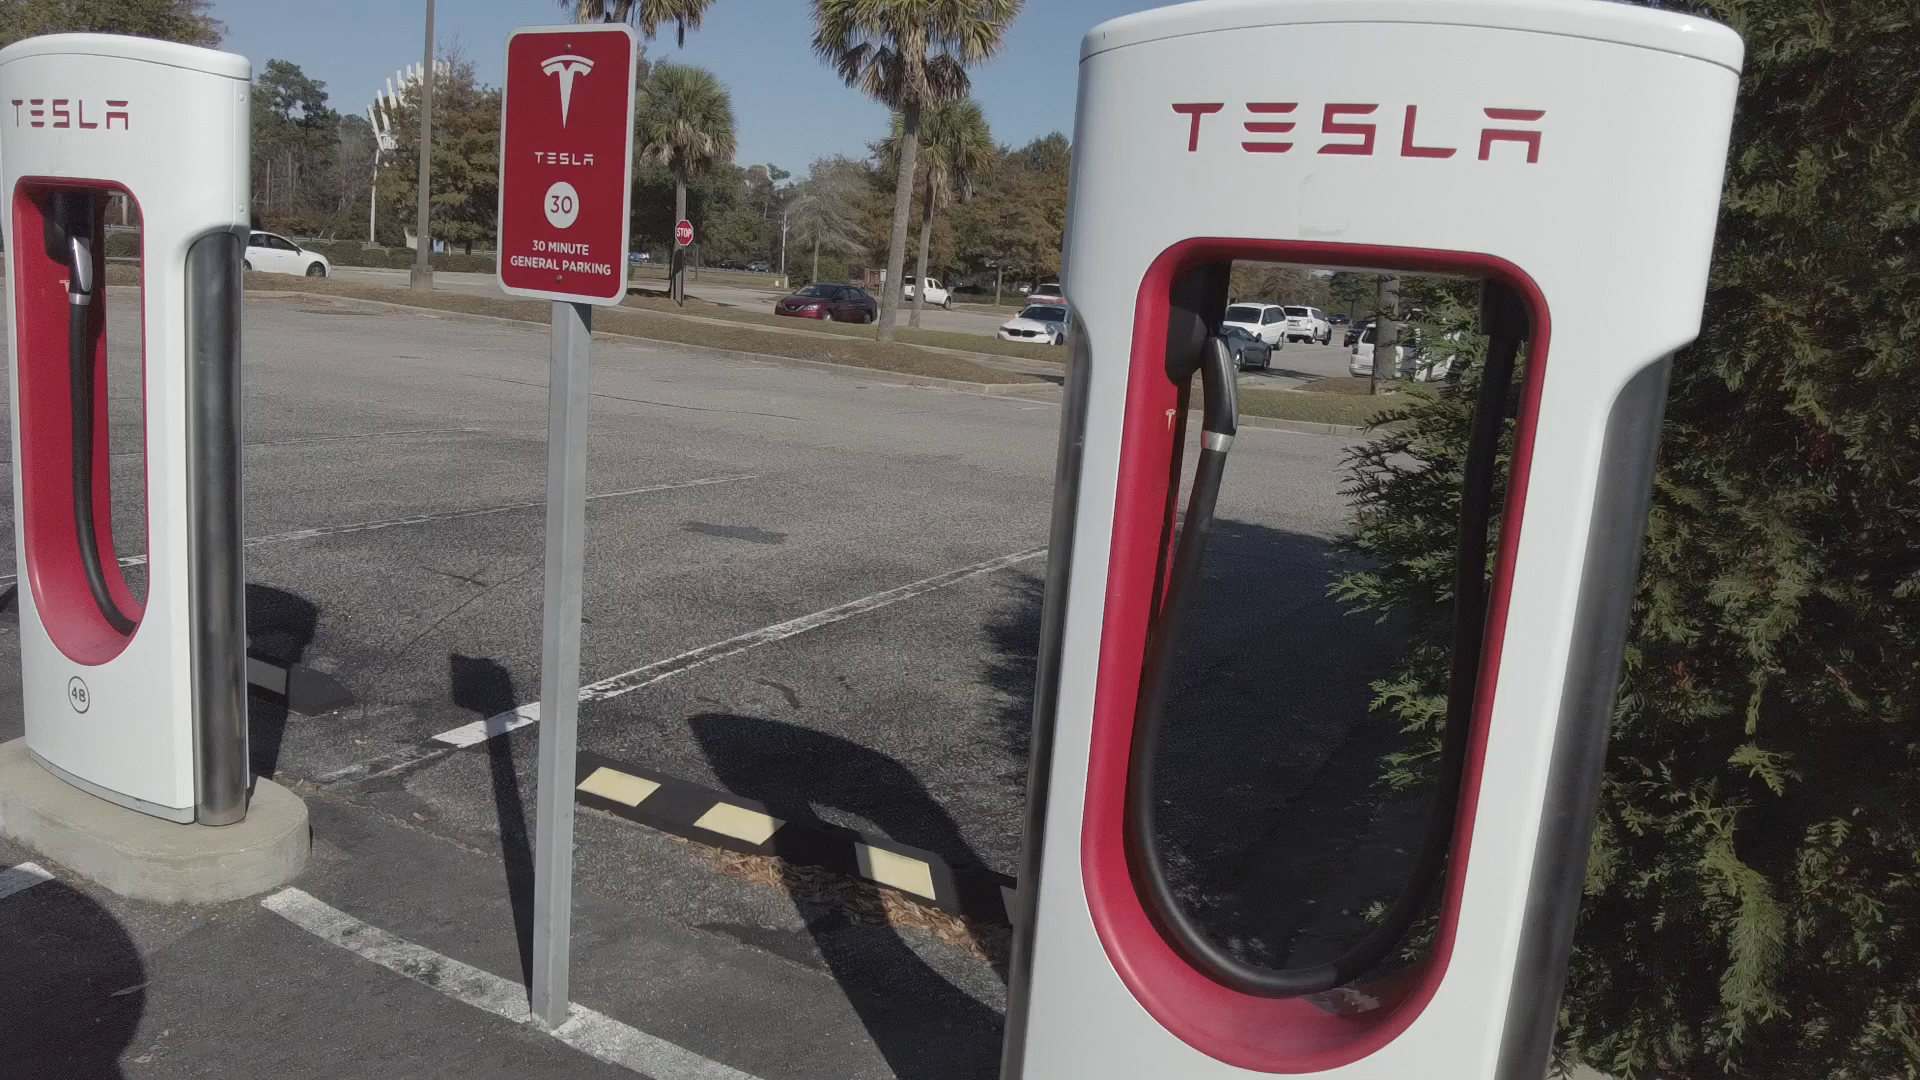 TESLA
4B
TESLA
30
30 MINUTE
GENERAL PARKING
STOP
TESLA